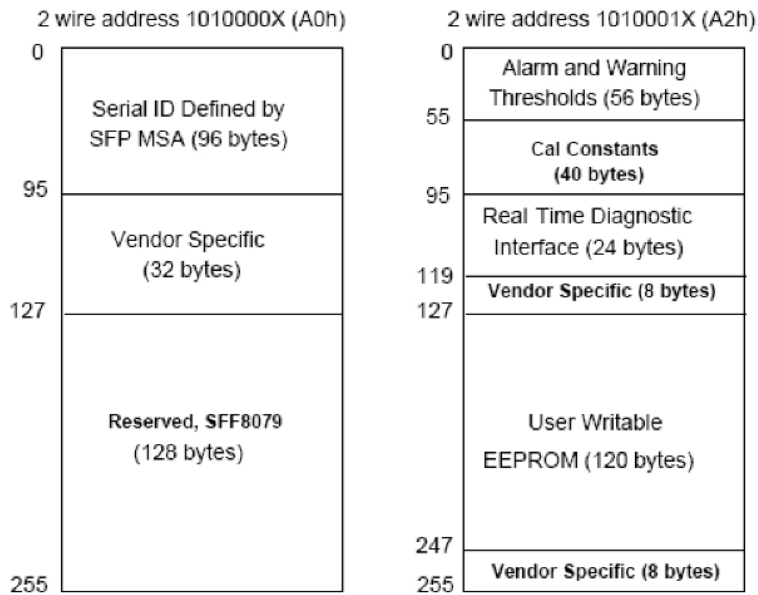 2 wire address 1010000X (A0h)
0
Serial ID Defined by
SFP MSA (96 bytes)
95
Vendor Specific
(32 bytes)
127
Reserved, SFF8079
(128 bytes)
255
2 wire address 1010001X (A2h)
0
Alarm and Warning
Thresholds (56 bytes)
55
Cal Constants
(40 bytes)
95
Real Time Diagnostic
Interface (24 bytes)
119
Vendor Specific (8 bytes)
127
User Writable
EEPROM (120 bytes)
247
Vendor Specific (8 bytes)
255